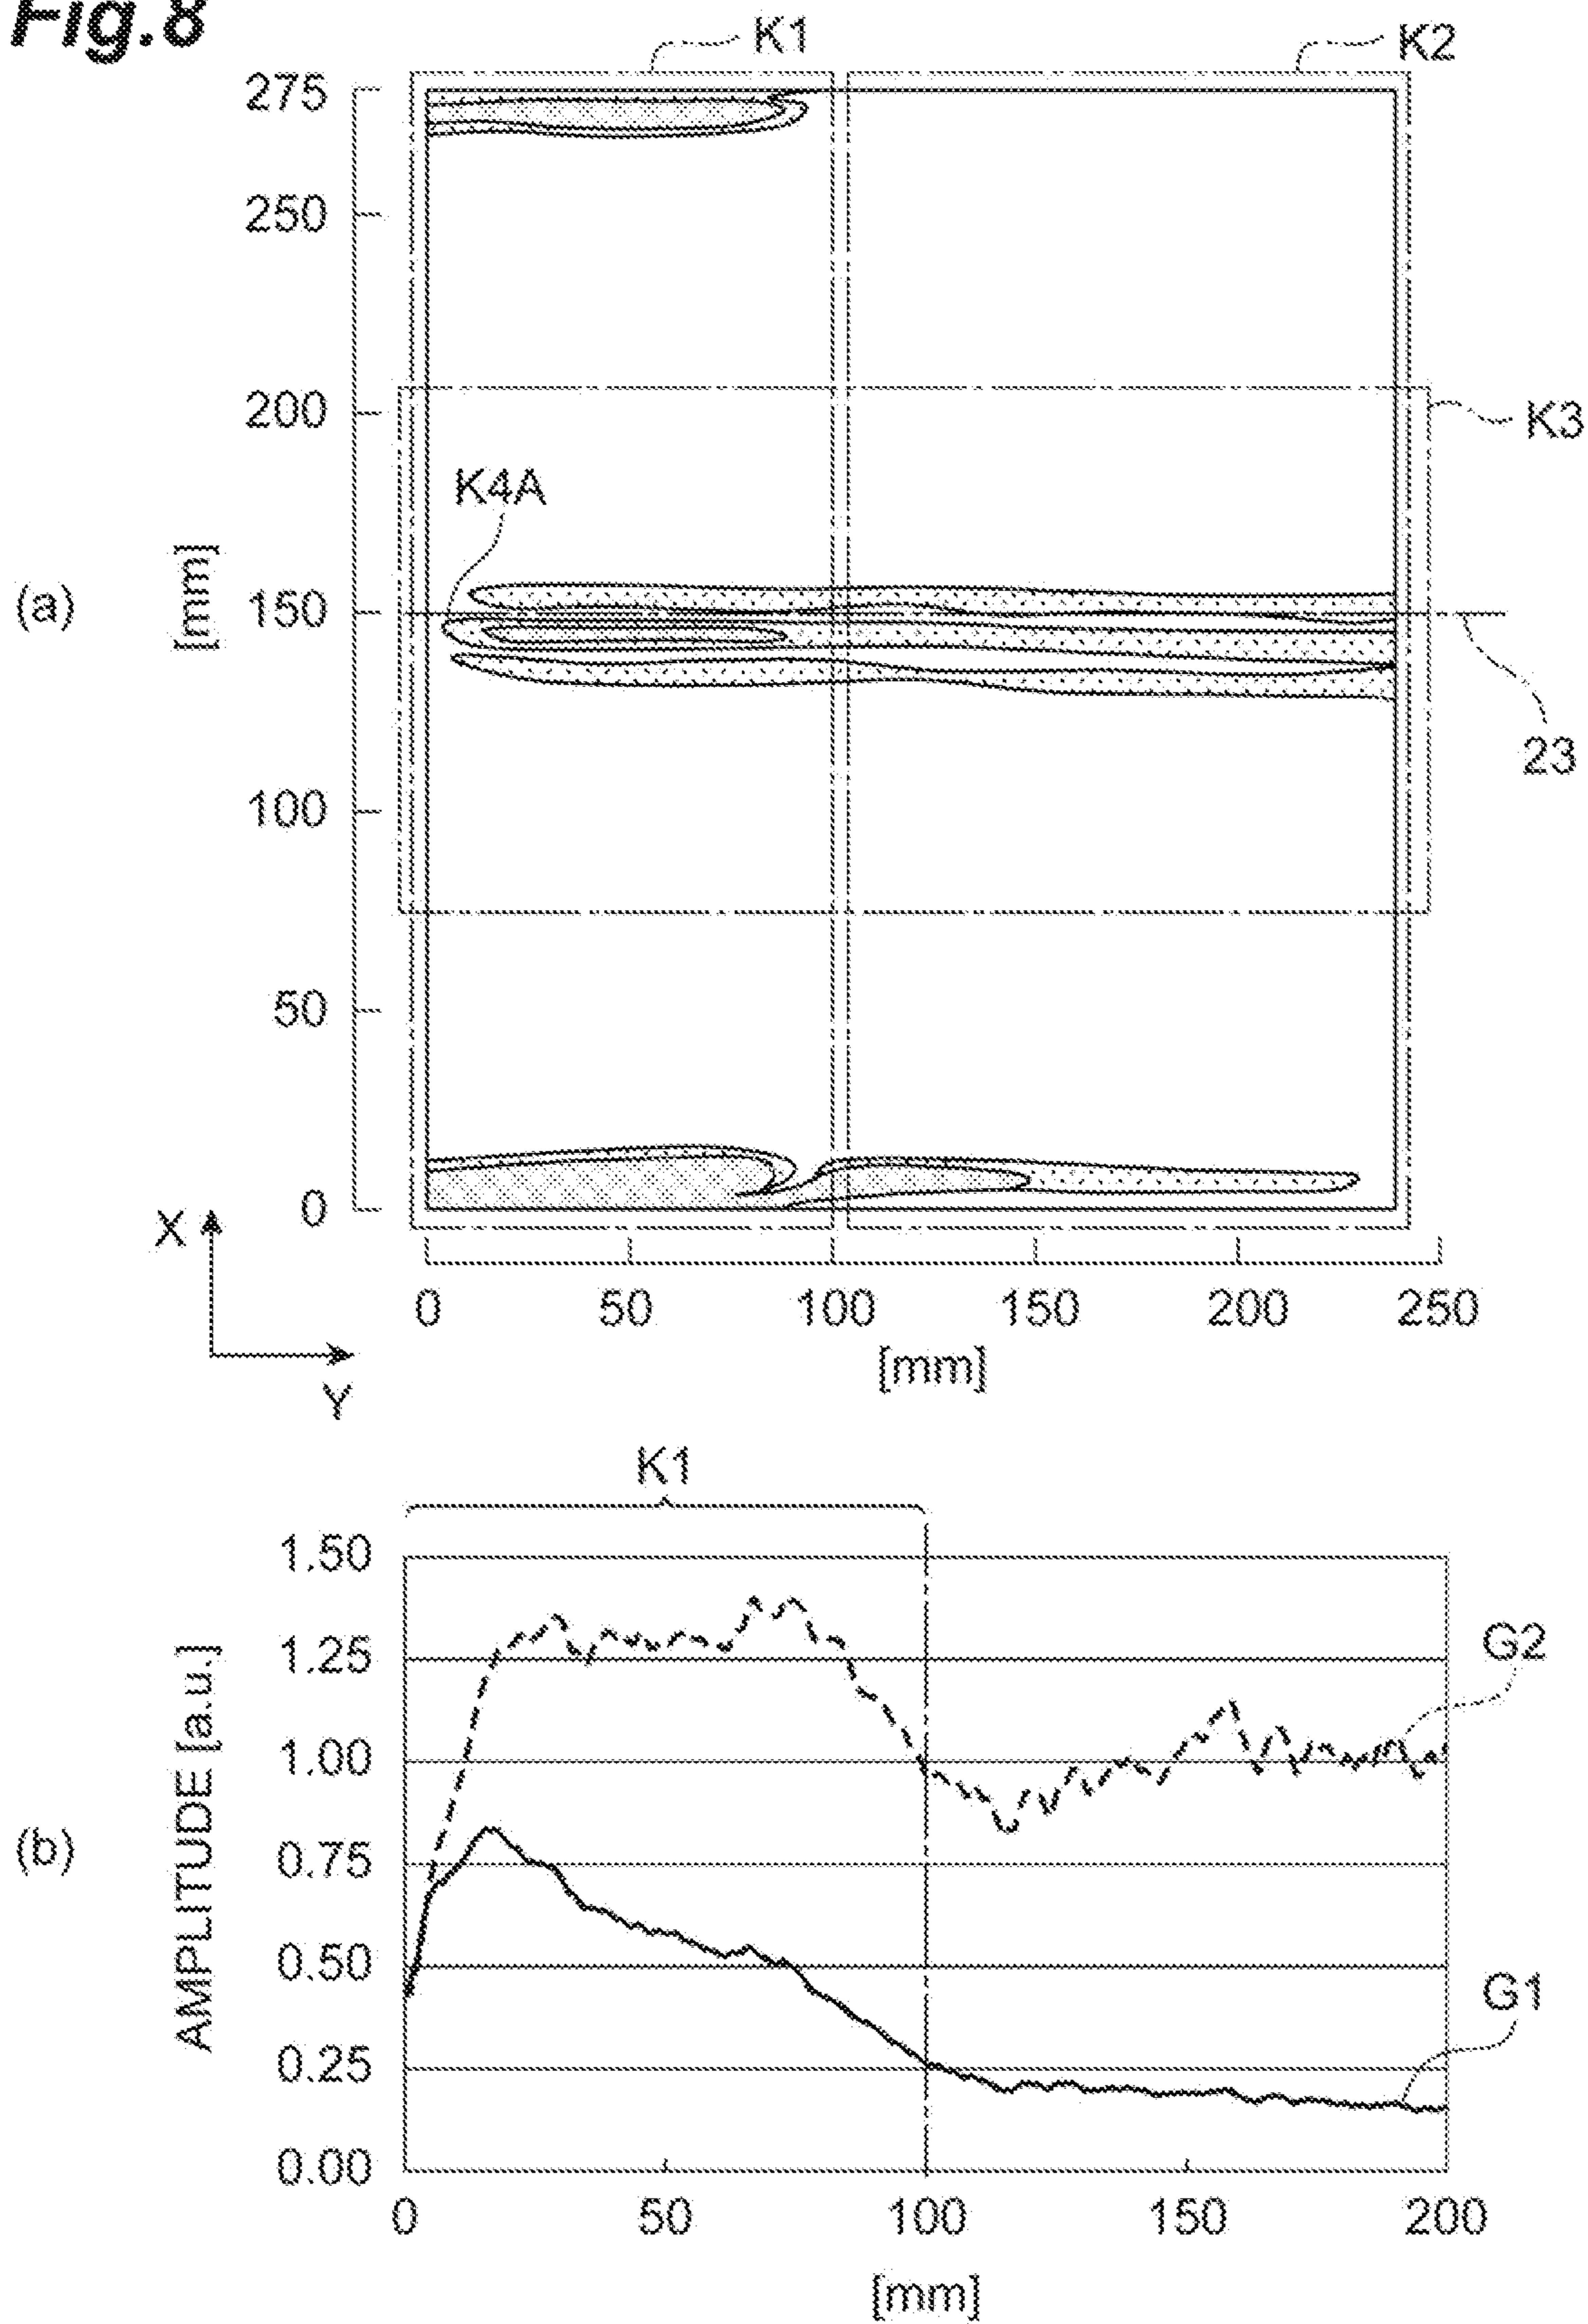 Fig.8
K1
K2
275
250
200
K3
K4A
(a)
[mm]
150
23
100
50
0
X
Y
0 50 100 150 200 250
[mm]
K1
1.50
1.25
G2
1.00
(b)
AMPLITUDE [a.u.]
0.75
0.50
G1
0.25
0.00
0 50 100 150 200
[mm]